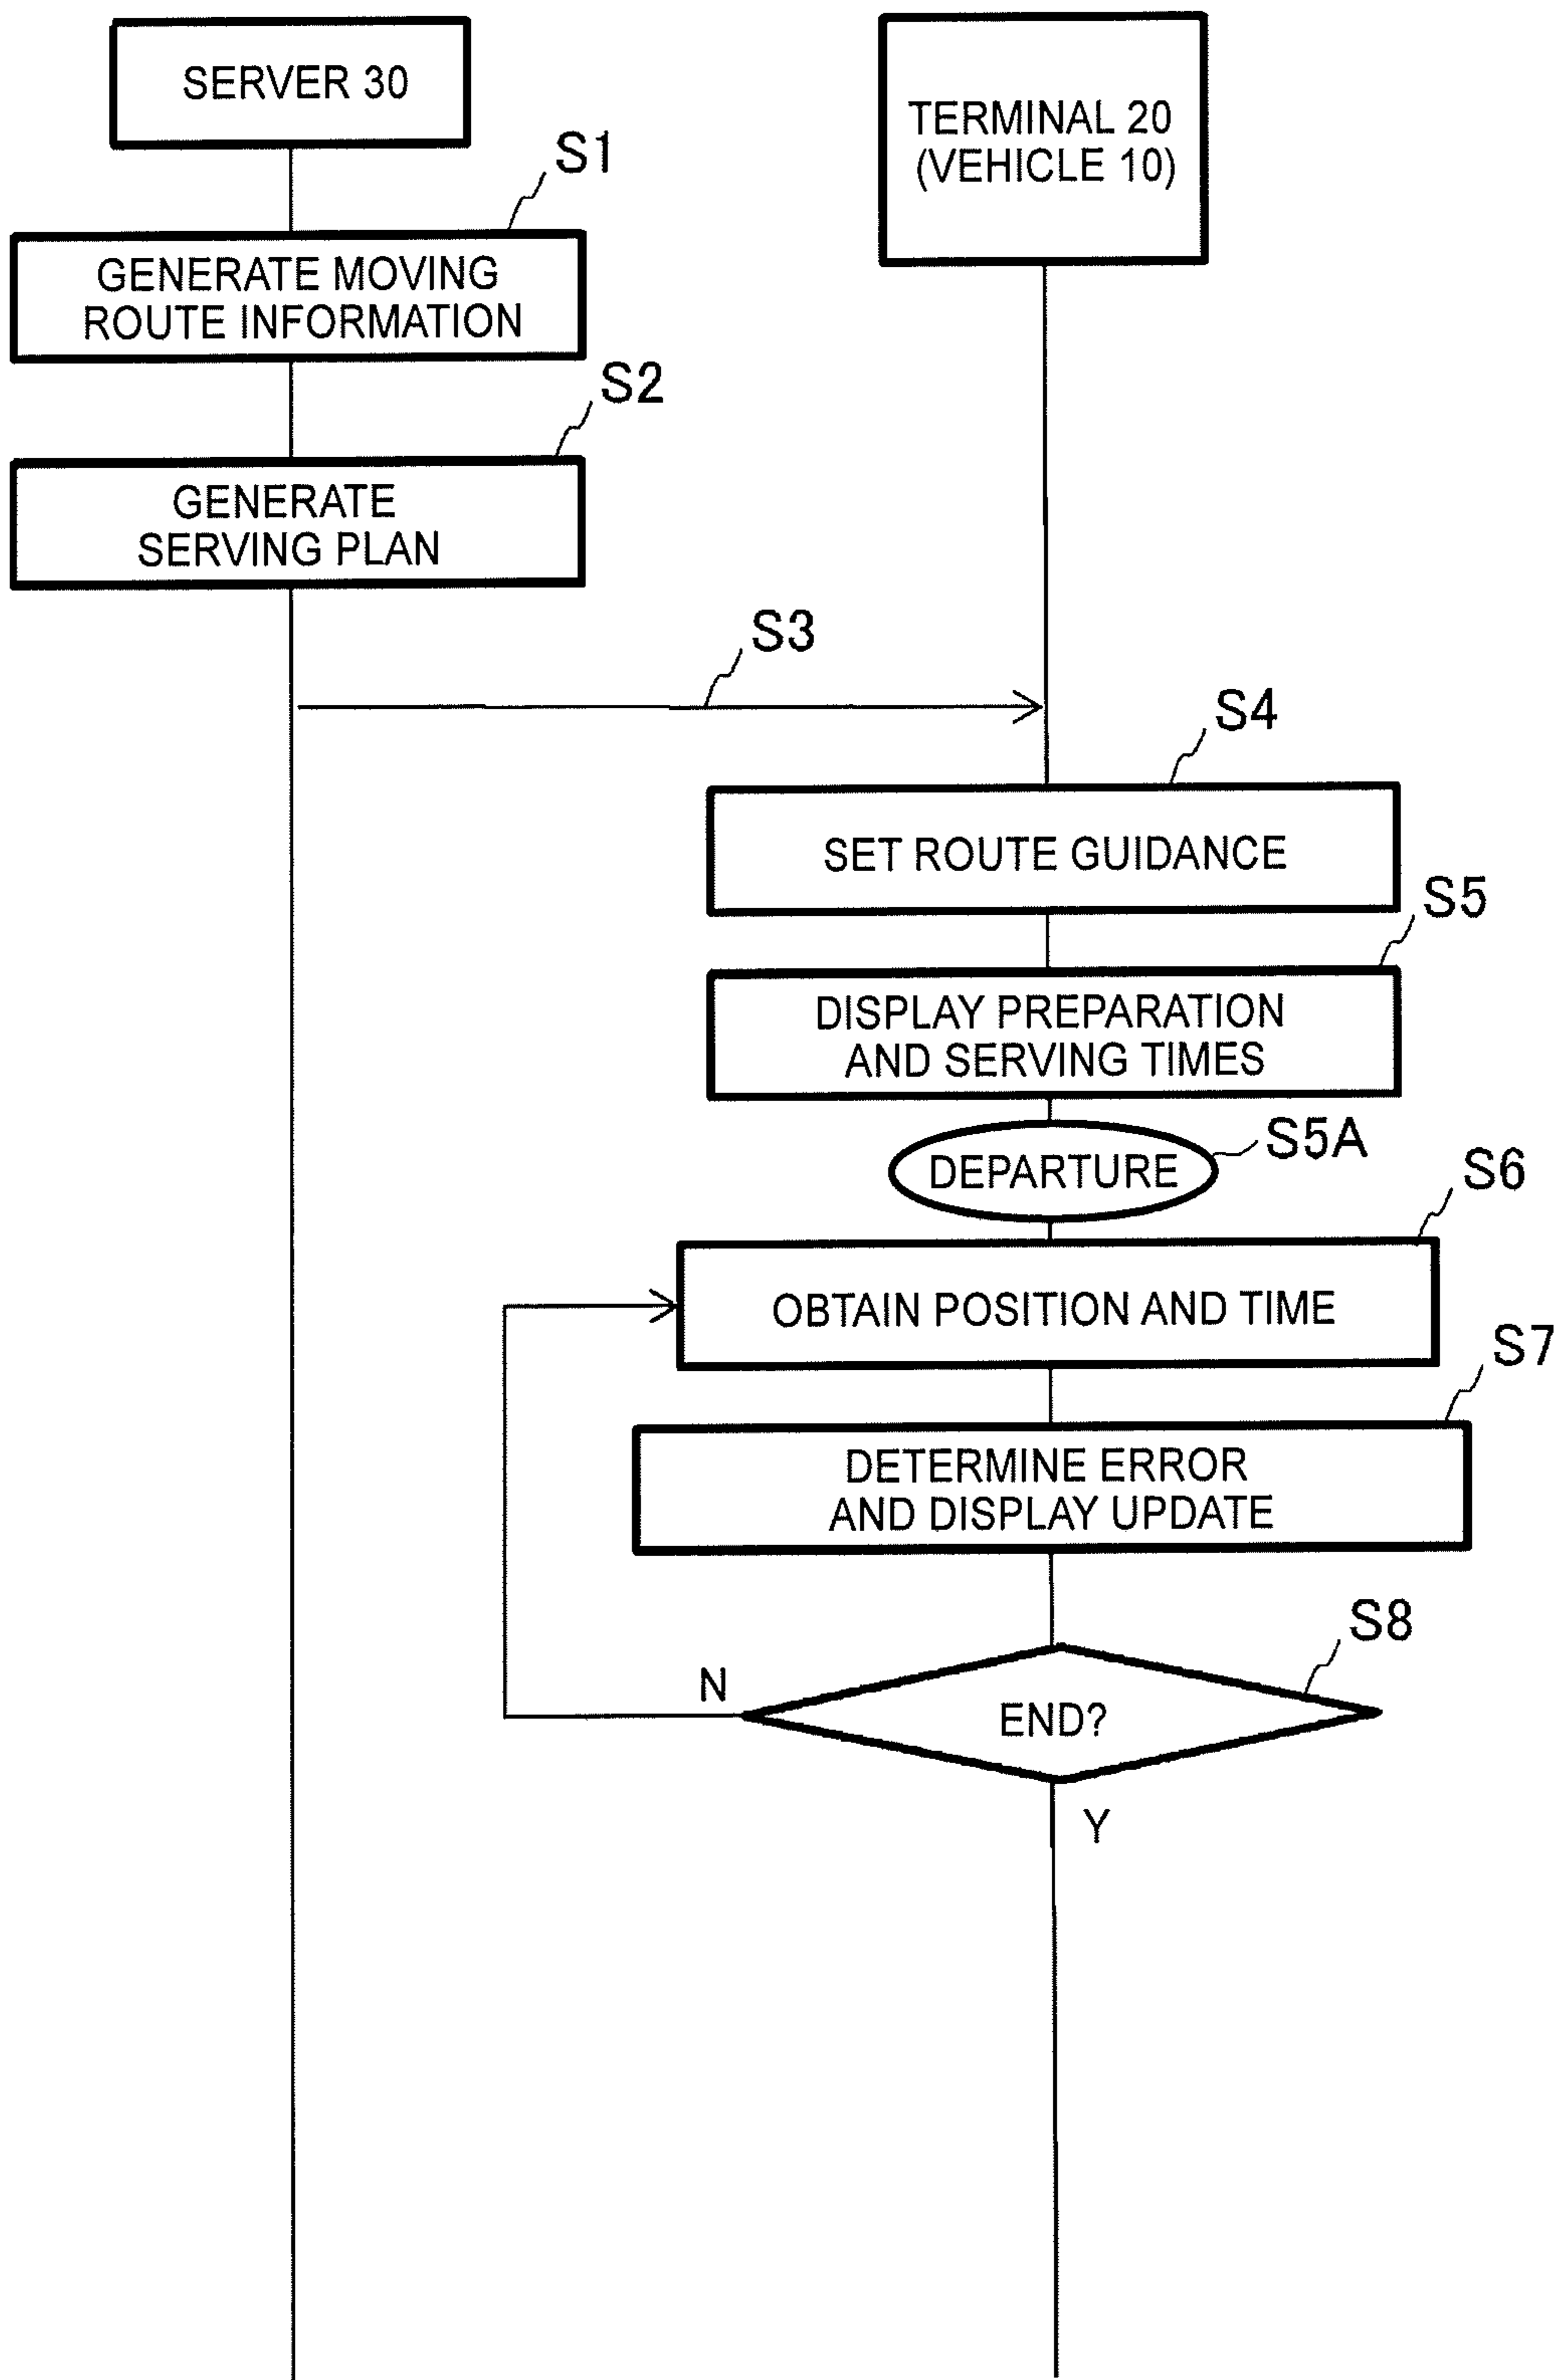 SERVER 30
TERMINAL 20
(VEHICLE 10)
S1
GENERATE MOVING
ROUTE INFORMATION
S2
GENERATE
SERVING PLAN
S3
S4
SET ROUTE GUIDANCE
S5
DISPLAY PREPARATION
AND SERVING TIMES
S5A
DEPARTURE
S6
OBTAIN POSITION AND TIME
S7
DETERMINE ERROR
AND DISPLAY UPDATE
S8
N
END?
Y